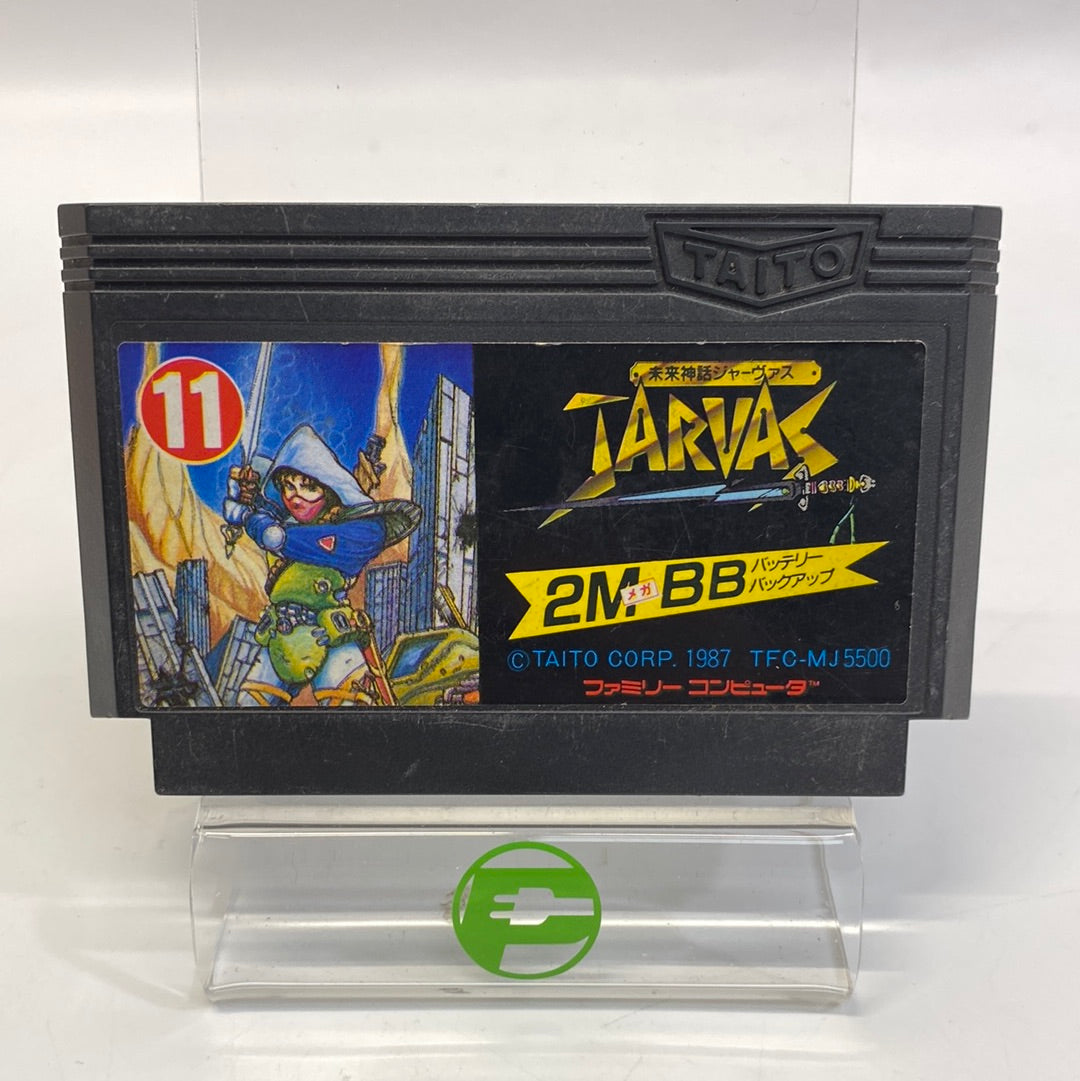 TAITO
11
未来神話ジャーヴァス
JARVAS
2M メガ BB バッテリー
バックアップ
©TAITO CORP. 1987 TFC-MJ5500
ファミリー コンピュータ™